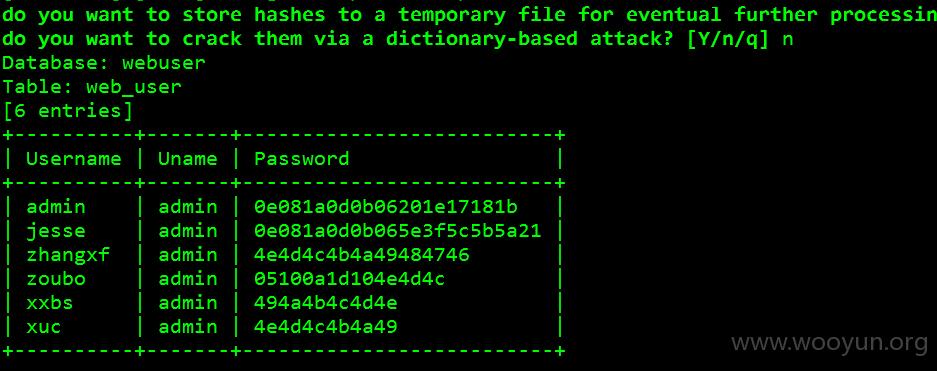 do you want to store hashes to a temporary file for eventual further processin
do you want to crack them via a dictionary-based attack? [Y/n/q] n
Database: webuser
Table: web_user
[6 entries]
+----------+-------+--------------------------+
| Username | Uname | Password                 |
+----------+-------+--------------------------+
| admin    | admin | 0e081a0d0b06201e17181b   |
| jesse    | admin | 0e081a0d0b065e3f5c5b5a21 |
| zhangxf  | admin | 4e4d4c4b4a49484746       |
| zoubo    | admin | 05100a1d104e4d4c         |
| xxbs     | admin | 494a4b4c4d4e             |
| xuc      | admin | 4e4d4c4b4a49             |
+----------+-------+--------------------------+
www.wooyun.org